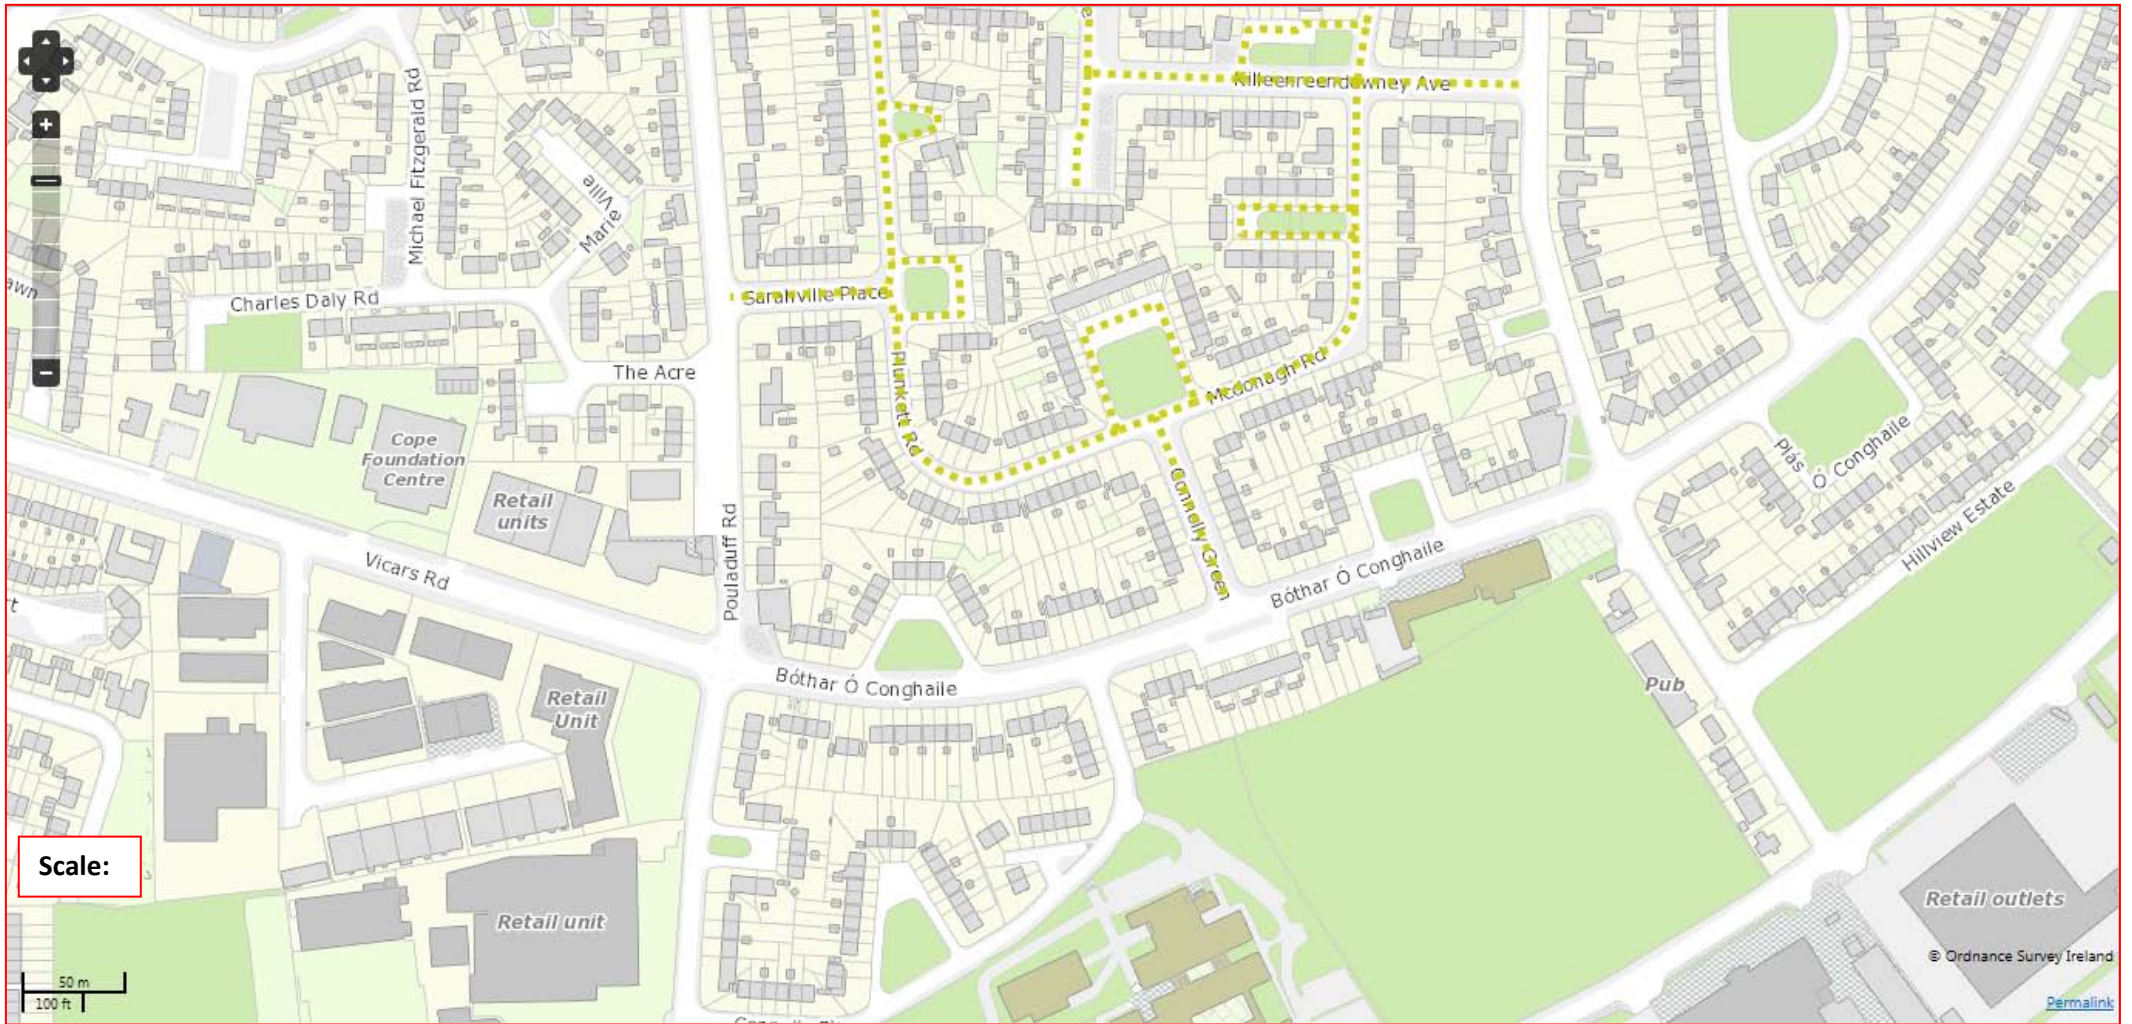 Killeenreendowney Ave
Michael Fitzgerald Rd
Marie Ville
Charles Daly Rd
Sarahville Place
The Acre
Plunkett Rd
Mcdonagh Rd
Cope
Foundation
Centre
Retail
units
Connolly Green
Plás Ó Conghaile
Hillview Estate
Pouladuff Rd
Vicars Rd
Bóthar Ó Conghaile
Bóthar Ó Conghaile
Retail
Unit
Pub
Scale:
Retail unit
Retail outlets
© Ordnance Survey Ireland
50 m
100 ft
Permalink